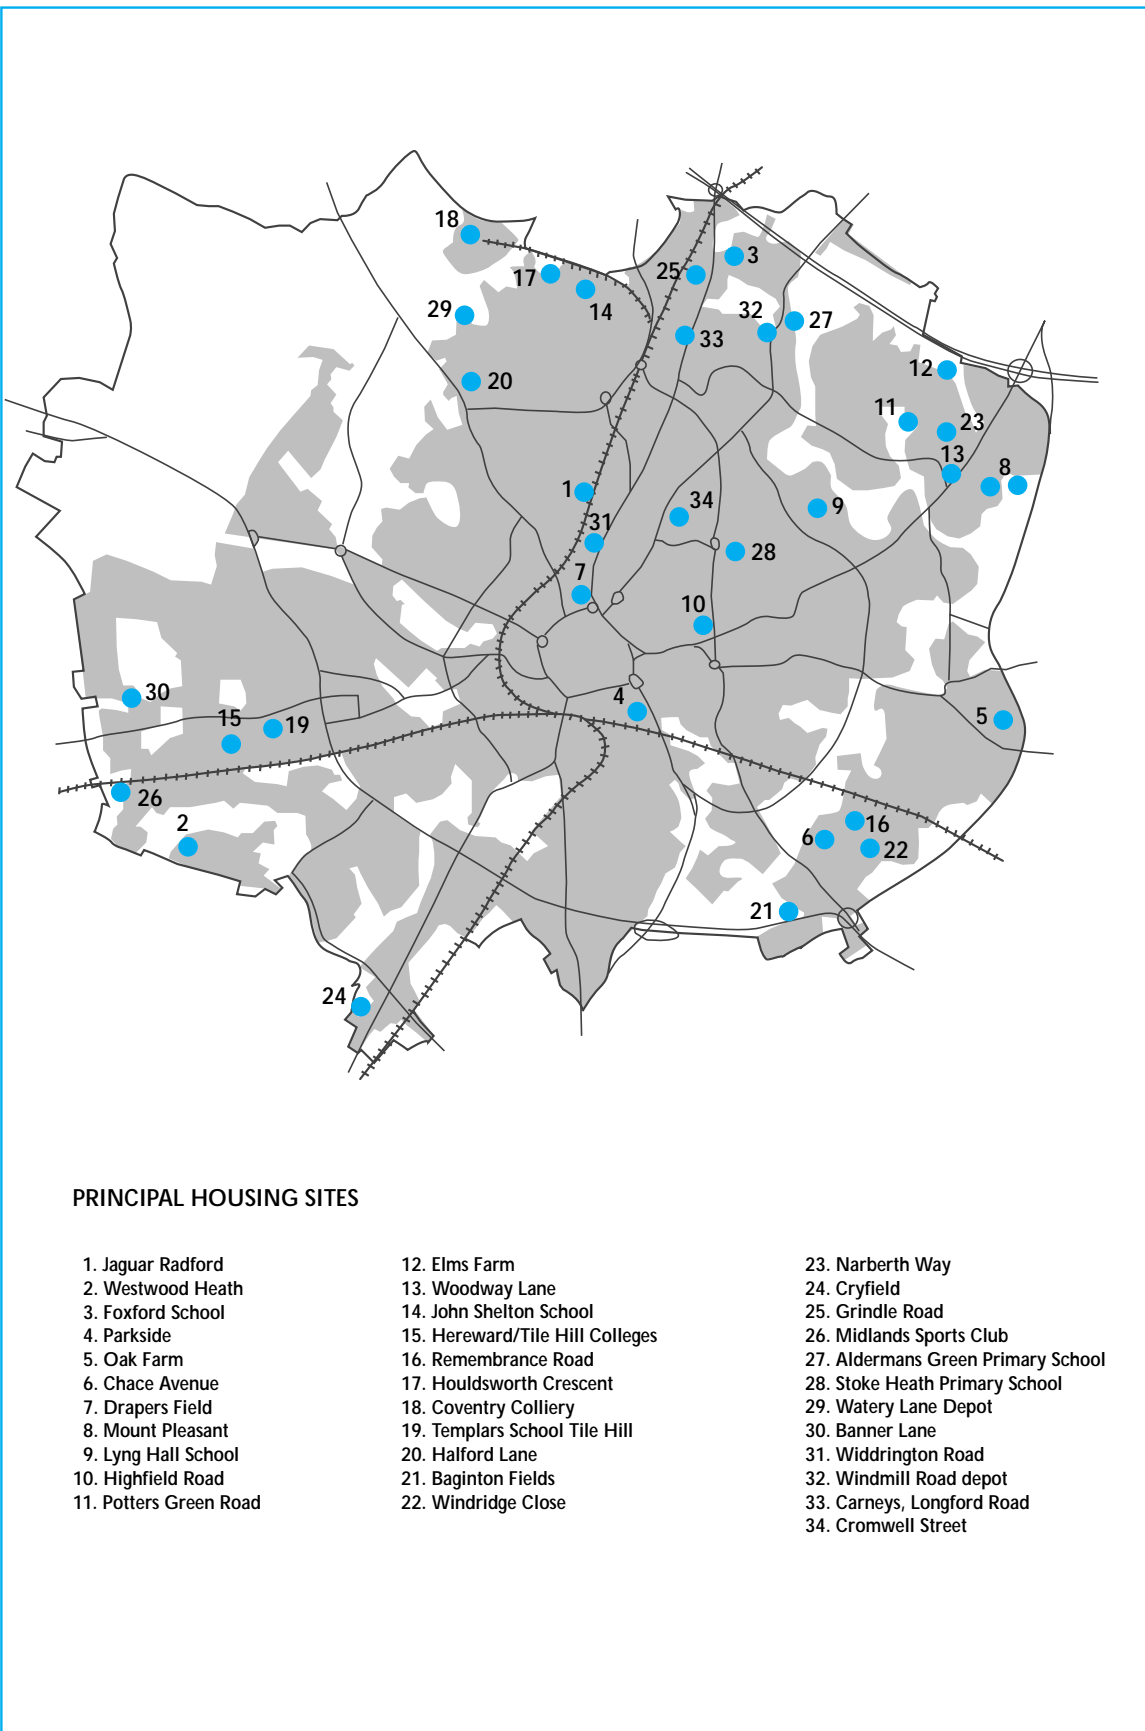 18
3
17
25
14
29
32
27
33
20
12
11
23
13
8
1
34
9
31
28
7
10
30
4
15
19
5
26
2
16
6
22
21
24
PRINCIPAL HOUSING SITES
1. Jaguar Radford
2. Westwood Heath
3. Foxford School
4. Parkside
5. Oak Farm
6. Chace Avenue
7. Drapers Field
8. Mount Pleasant
9. Lyng Hall School
10. Highfield Road
11. Potters Green Road
12. Elms Farm
13. Woodway Lane
14. John Shelton School
15. Hereward/Tile Hill Colleges
16. Remembrance Road
17. Houldsworth Crescent
18. Coventry Colliery
19. Templars School Tile Hill
20. Halford Lane
21. Baginton Fields
22. Windridge Close
23. Narberth Way
24. Cryfield
25. Grindle Road
26. Midlands Sports Club
27. Aldermans Green Primary School
28. Stoke Heath Primary School
29. Watery Lane Depot
30. Banner Lane
31. Widdrington Road
32. Windmill Road depot
33. Carneys, Longford Road
34. Cromwell Street